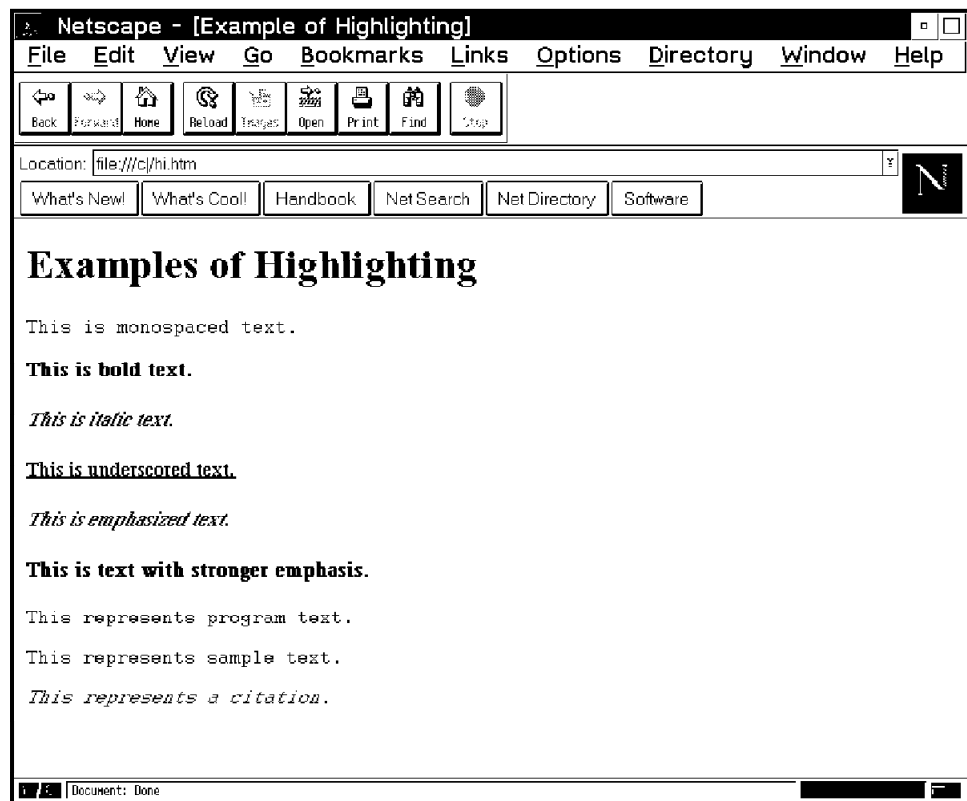 Netscape - [Example of Highlighting]
File Edit View Go Bookmarks Links Options Directory Window Help
Back Forward Home Reload Images Open Print Find Stop
Location: file:///c|/hi.htm
N
What's New! What's Cool! Handbook Net Search Net Directory Software
Examples of Highlighting
This is monospaced text.
This is bold text.
This is italic text.
This is underscored text.
This is emphasized text.
This is text with stronger emphasis.
This represents program text.
This represents sample text.
This represents a citation.
Document: Done